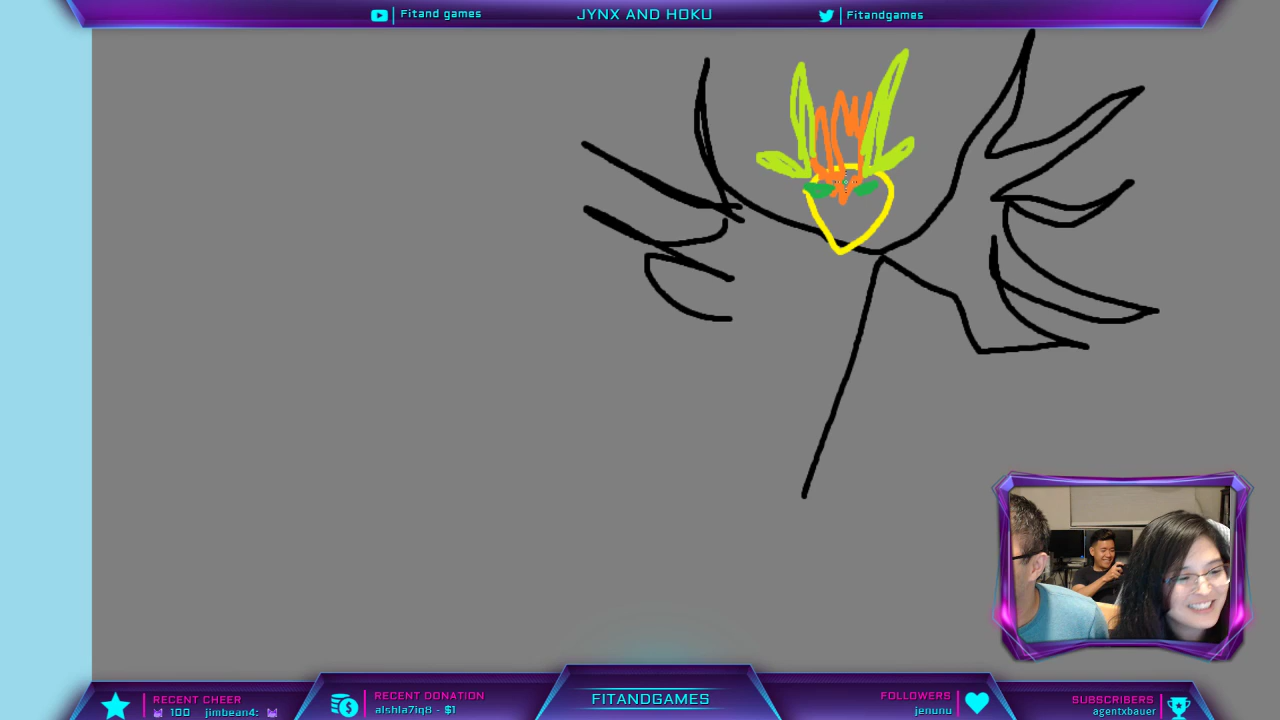 Fitand games
JYNX AND HOKU
Fitandgames
RECENT CHEER
100 jimbean4:
RECENT DONATION
alshla7iq8 - $1
FITANDGAMES
FOLLOWERS
jenunu
SUBSCRIBERS
agentxbauer